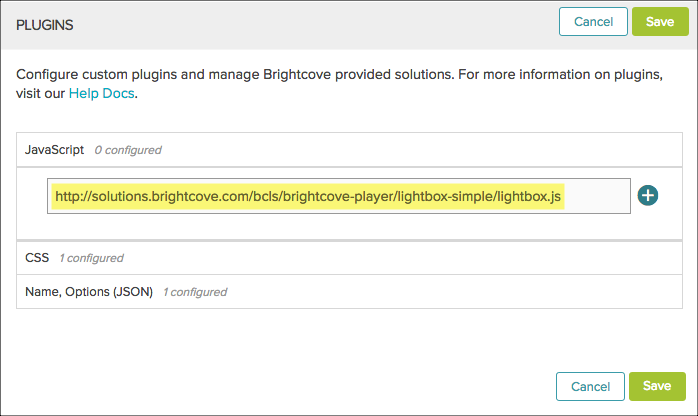 PLUGINS
Cancel
Save
Configure custom plugins and manage Brightcove provided solutions. For more information on plugins,
visit our Help Docs.
JavaScript 0 configured
http://solutions.brightcove.com/bcls/brightcove-player/lightbox-simple/lightbox.js
CSS 1 configured
Name, Options (JSON) 1 configured
Cancel
Save